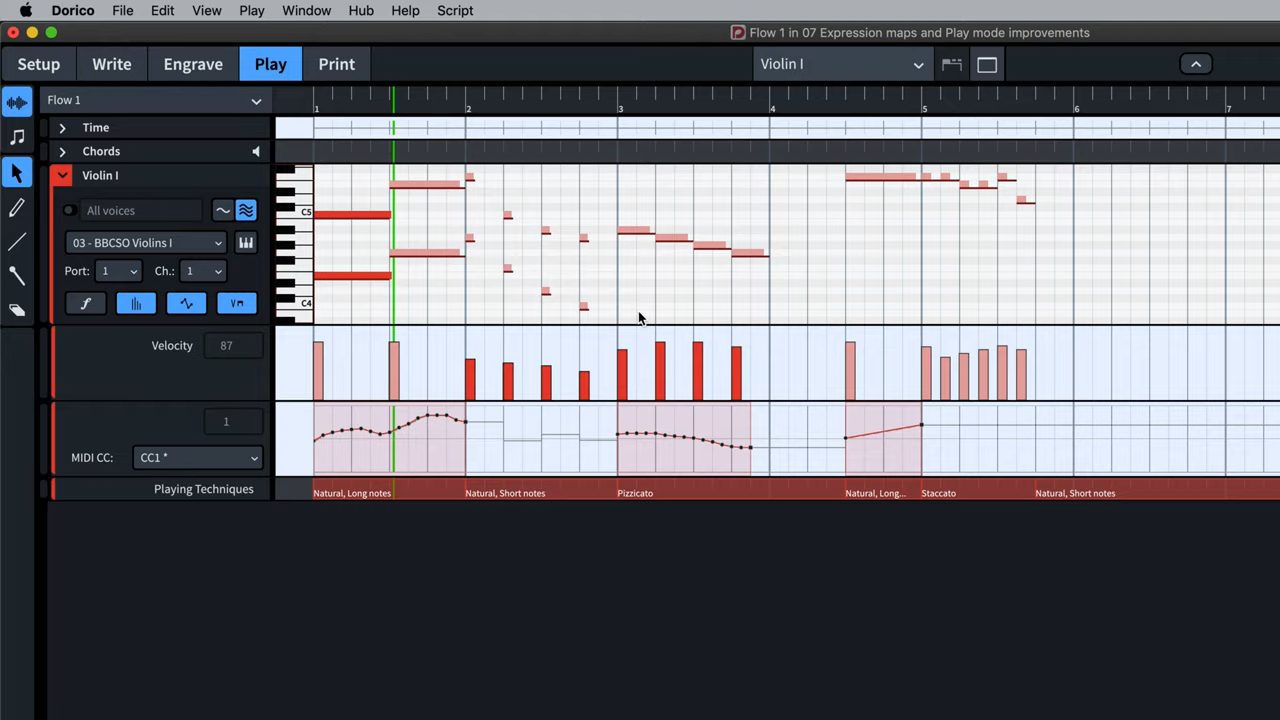 Dorico File Edit View Play Window Hub Help Script
Flow 1 in 07 Expression maps and Play mode improvements
Setup Write Engrave Play Print Violin I
Flow 1 1 2 3 4 5 6 7
Time
Chords
Violin I
All voices
C5
03 - BBCSO Violins I
Port: 1 Ch.: 1
C4
f
Velocity 87
1
MIDI CC: CC1 *
Playing Techniques Natural, Long notes Natural, Short notes Pizzicato Natural, Long... Staccato Natural, Short notes